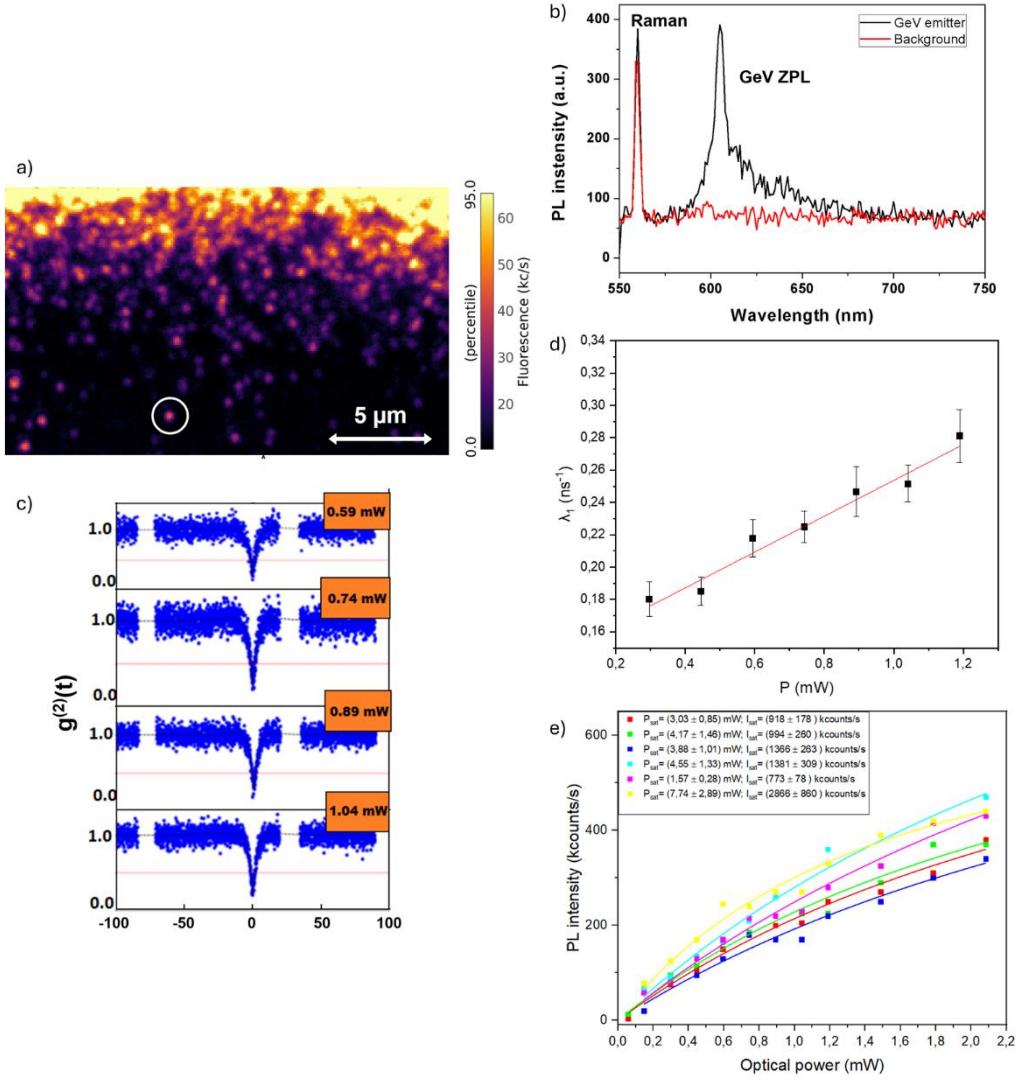 a)
95.0
60
50
40
30
20
0.0
(percentile)
Fluorescence (kc/s)
5 µm
b)
Raman
GeV ZPL
GeV emitter
Background
400
300
200
100
0
PL instensity (a.u.)
550
600
650
700
750
Wavelength (nm)
c)
0.59 mW
1.0
0.0
0.74 mW
1.0
0.0
0.89 mW
1.0
0.0
1.04 mW
1.0
0.0
g(2)(t)
-100
-50
0
50
100
d)
0,34
0,32
0,30
0,28
0,26
0,24
0,22
0,20
0,18
0,16
λ1 (ns-1)
0,2
0,4
0,6
0,8
1,0
1,2
P (mW)
e)
Psat= (3,03 ± 0,85) mW; Isat= (918 ± 178 ) kcounts/s
Psat= (4,17 ± 1,46) mW; Isat= (994 ± 260 ) kcounts/s
Psat= (3,88 ± 1,01) mW; Isat= (1366 ± 263) kcounts/s
Psat= (4,55 ± 1,33) mW; Isat= (1381 ± 309) kcounts/s
Psat= (1,57 ± 0,28) mW; Isat= (773 ± 78 ) kcounts/s
Psat= (7,74 ± 2,89) mW; Isat= (2866 ± 860) kcounts/s
600
400
200
0
PL intensity (kcounts/s)
0,0
0,2
0,4
0,6
0,8
1,0
1,2
1,4
1,6
1,8
2,0
2,2
Optical power (mW)